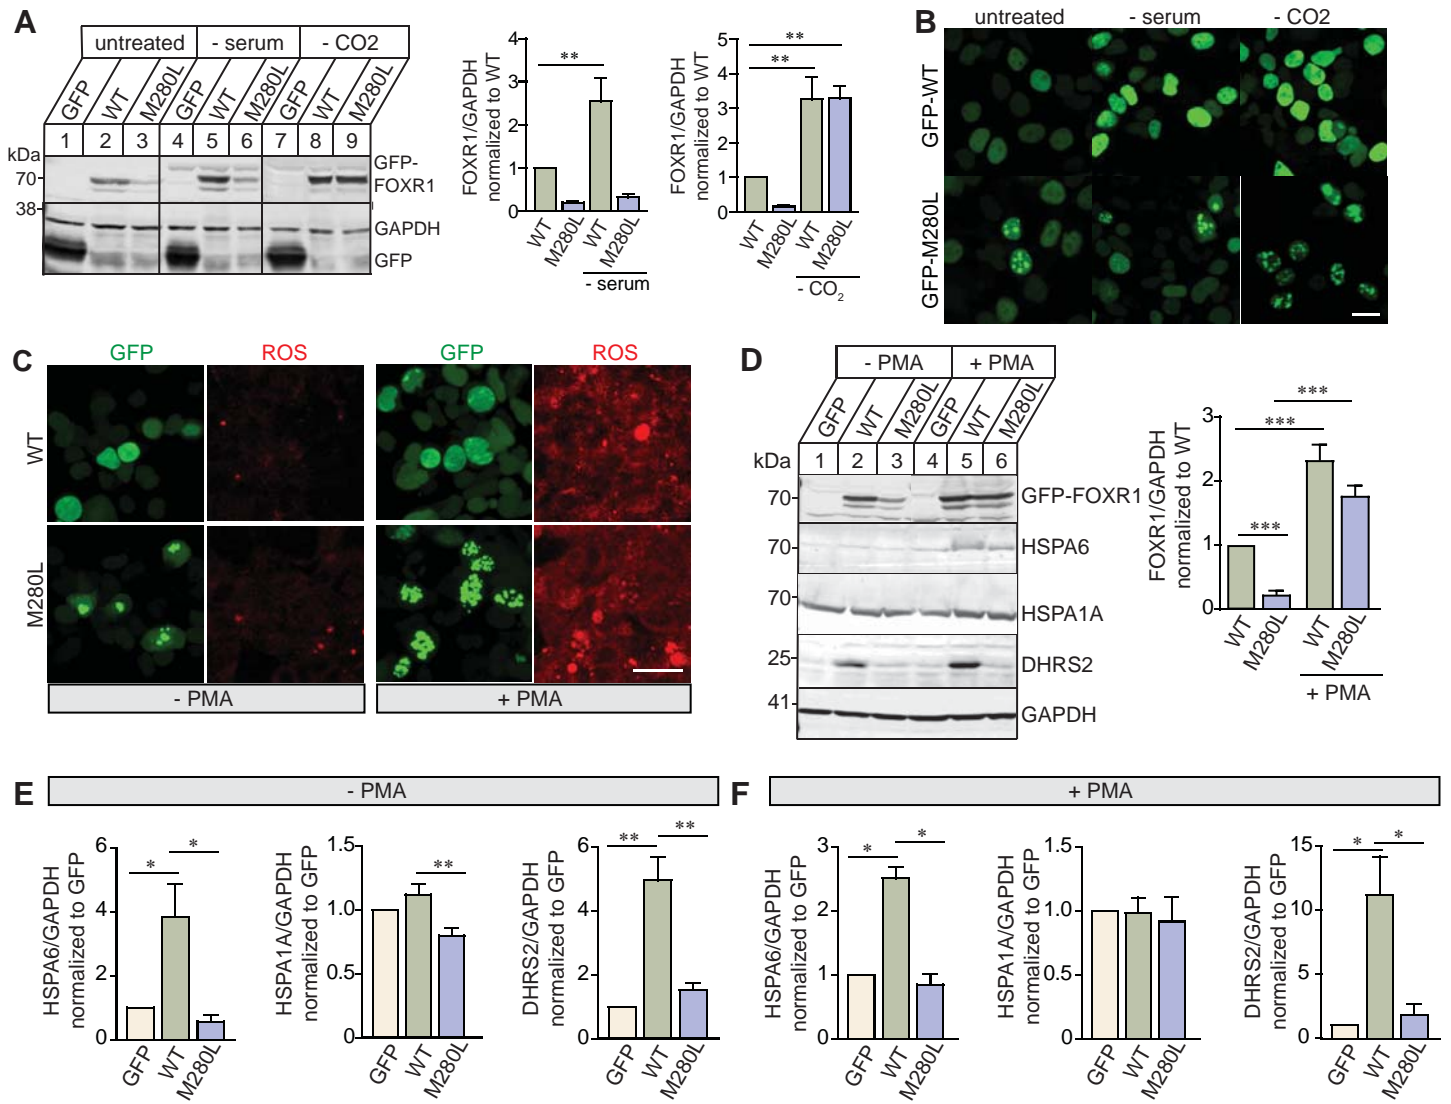 A
untreated - serum - CO2
GFP WT M280L GFP WT M280L GFP WT M280L
1 2 3 4 5 6 7 8 9
kDa
70
38
GFP-
FOXR1
GAPDH
GFP
FOXR1/GAPDH
normalized to WT
4
3
2
1
0
**
WT M280L WT M280L
- serum
FOXR1/GAPDH
normalized to WT
5
4
3
2
1
0
**
**
WT M280L WT M280L
- CO2
B
untreated - serum - CO2
GFP-WT
GFP-M280L
C
GFP ROS GFP ROS
WT
M280L
- PMA + PMA
D
- PMA + PMA
GFP WT M280L GFP WT M280L
kDa 1 2 3 4 5 6
70 GFP-FOXR1
70 HSPA6
70 HSPA1A
25 DHRS2
41 GAPDH
FOXR1/GAPDH
normalized to WT
3
2
1
0
***
***
***
WT M280L WT M280L
+ PMA
E
- PMA
HSPA6/GAPDH
normalized to GFP
6
4
2
0
* *
GFP WT M280L
HSPA1A/GAPDH
normalized to GFP
1.5
1.0
0.5
0
**
GFP WT M280L
DHRS2/GAPDH
normalized to GFP
6
4
2
0
** **
GFP WT M280L
F
+ PMA
HSPA6/GAPDH
normalized to GFP
3
2
1
0
* *
GFP WT M280L
HSPA1A/GAPDH
normalized to GFP
1.5
1.0
0.5
0
GFP WT M280L
DHRS2/GAPDH
normalized to GFP
15
10
5
0
* *
GFP WT M280L